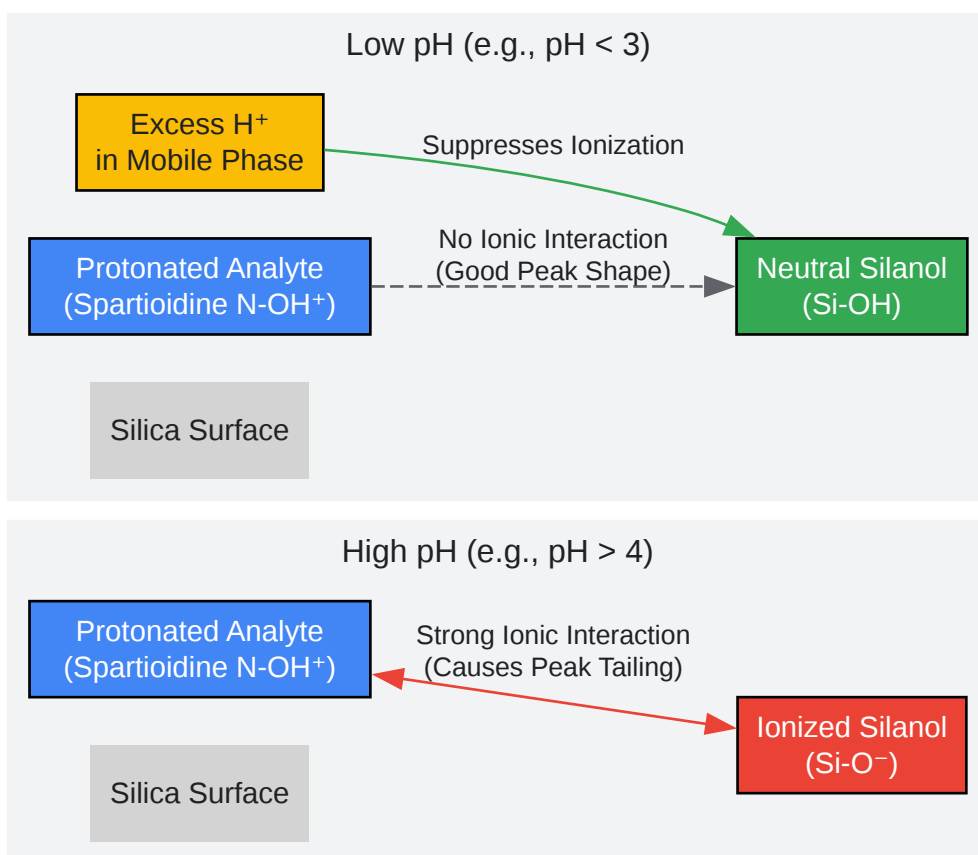 Low pH (e.g., pH < 3)
Excess H⁺
in Mobile Phase
Suppresses Ionization
No Ionic Interaction
(Good Peak Shape)
Protonated Analyte
(Spartioidine N-OH⁺)
Neutral Silanol
(Si-OH)
Silica Surface
High pH (e.g., pH > 4)
Protonated Analyte
(Spartioidine N-OH⁺)
Strong Ionic Interaction
(Causes Peak Tailing)
Ionized Silanol
(Si-O⁻)
Silica Surface